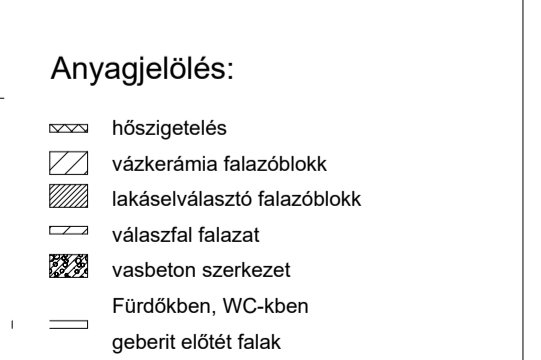 Anyagjelölés:
hőszigetelés
vázkerámia falazóblokk
lakáselválasztó falazóblokk
válaszfal falazat
vasbeton szerkezet
Fürdőkben, WC-kben
geberit előtét falak